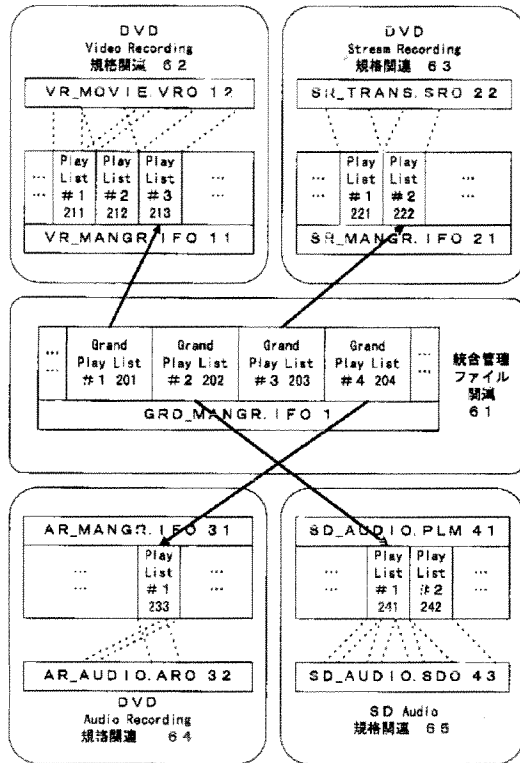 DVD
Video Recording
規格関連 62
VR_MOVIE.VRO 12
… Play Play Play …
List List List
… #1 #2 #3 …
211 212 213
VR_MANGR.IFO 11
DVD
Stream Recording
規格関連 63
SR_TRANS.SRO 22
… Play Play …
List List
… #1 #2 …
221 222
SR_MANGR.IFO 21
… Grand Grand Grand Grand …
… Play List Play List Play List Play List …
#1 201 #2 202 #3 203 #4 204
GRD_MANGR.IFO 1
統合管理
ファイル
関連
61
AR_MANGR.IFO 31
… Play …
List
… #1 …
233
AR_AUDIO.ARO 32
DVD
Audio Recording
規格関連 64
SD_AUDIO.PLM 41
… Play Play …
List List
… #1 #2 …
241 242
SD_AUDIO.SDO 43
SD Audio
規格関連 65